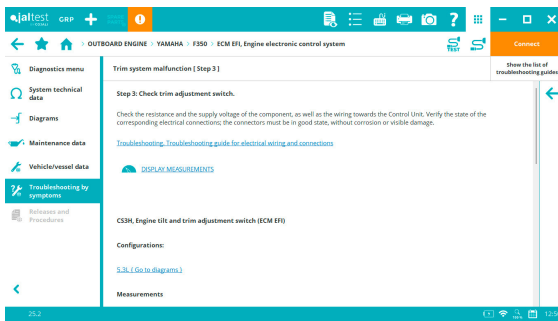 jaltest GRP
OUTBOARD ENGINE > YAMAHA > F350 > ECM EFI, Engine electronic control system
TEST
Connect
Diagnostics menu
System technical data
Diagrams
Maintenance data
Vehicle/vessel data
Troubleshooting by symptoms
Releases and Procedures
Trim system malfunction [ Step 3 ]
Show the list of troubleshooting guides
Step 3: Check trim adjustment switch.
Check the resistance and the supply voltage of the component, as well as the wiring towards the Control Unit. Verify the state of the
corresponding electrical connections; the connectors must be in good state, without corrosion or visible damage.
Troubleshooting, Troubleshooting guide for electrical wiring and connections
DISPLAY MEASUREMENTS
CS3H, Engine tilt and trim adjustment switch (ECM EFI)
Configurations:
5.3L ( Go to diagrams )
Measurements
25.2